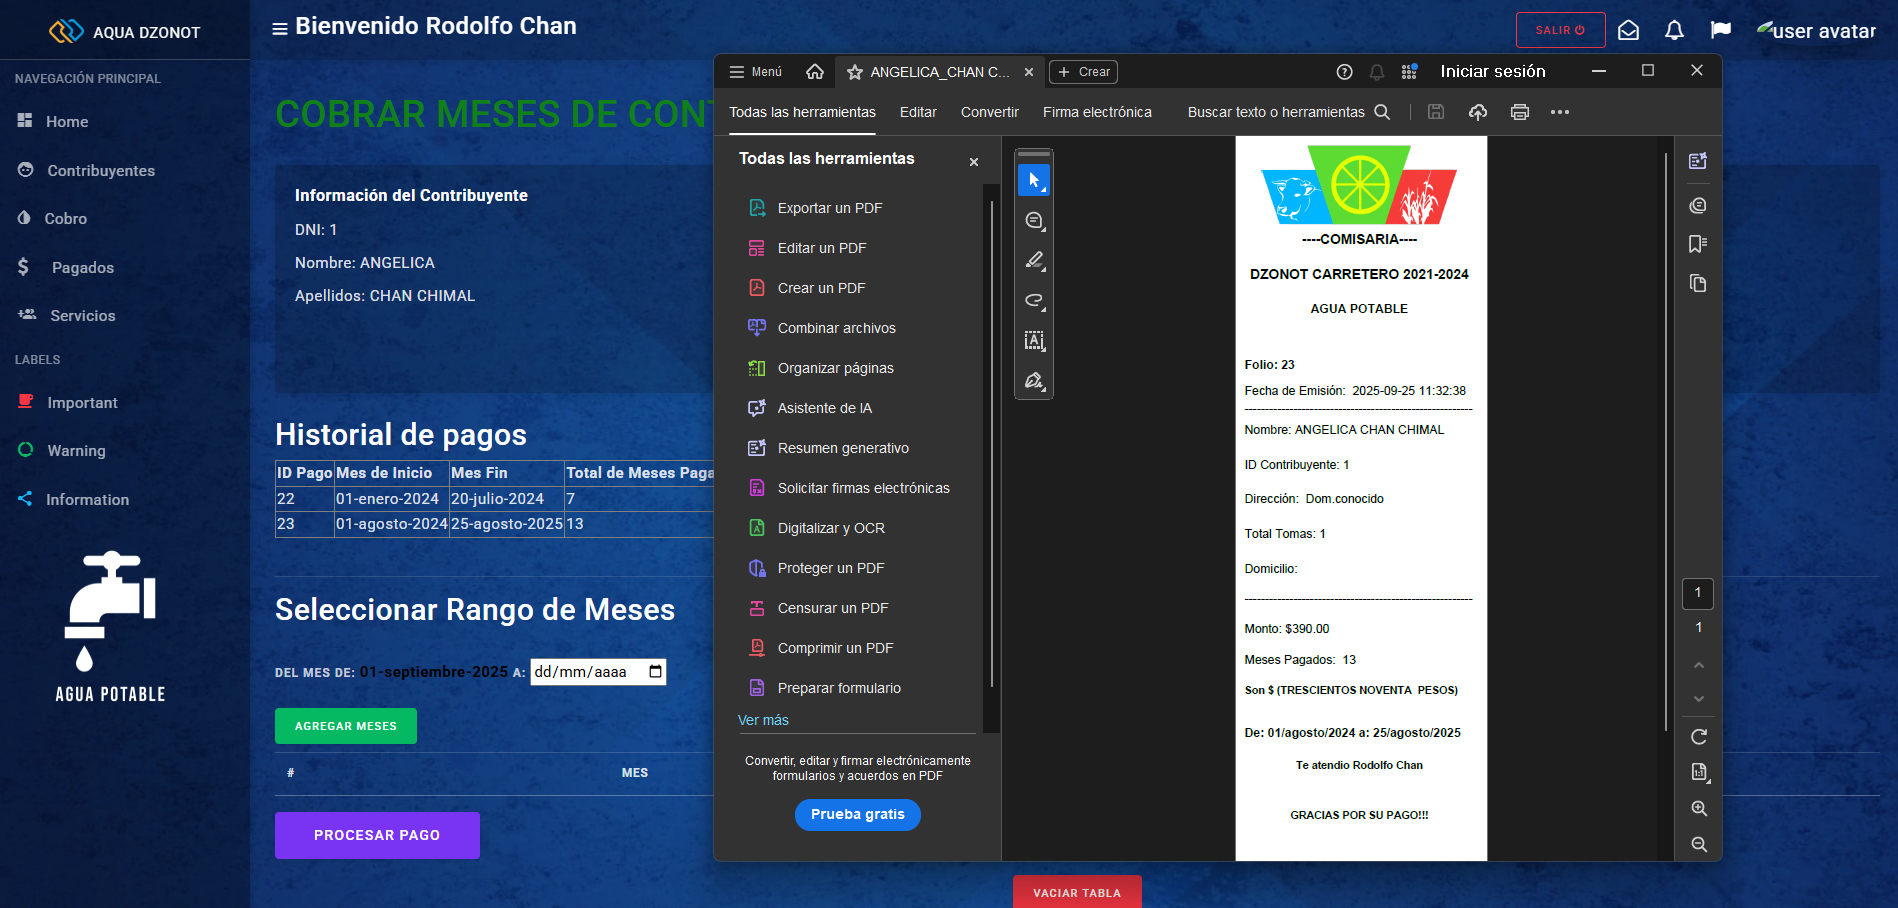 AQUA DZONOT
Bienvenido Rodolfo Chan
SALIR
user avatar
NAVEGACIÓN PRINCIPAL
Home
Contribuyentes
Cobro
Pagados
Servicios
LABELS
Important
Warning
Information
AGUA POTABLE
COBRAR MESES DE CONT
Información del Contribuyente
DNI: 1
Nombre: ANGELICA
Apellidos: CHAN CHIMAL
Historial de pagos
ID Pago Mes de Inicio Mes Fin Total de Meses Paga
22 01-enero-2024 20-julio-2024 7
23 01-agosto-2024 25-agosto-2025 13
Seleccionar Rango de Meses
DEL MES DE: 01-septiembre-2025 A: dd/mm/aaaa
AGREGAR MESES
# MES
PROCESAR PAGO
VACIAR TABLA
Menú
ANGELICA_CHAN C...
Crear
Iniciar sesión
Todas las herramientas Editar Convertir Firma electrónica Buscar texto o herramientas
Todas las herramientas
Exportar un PDF
Editar un PDF
Crear un PDF
Combinar archivos
Organizar páginas
Asistente de IA
Resumen generativo
Solicitar firmas electrónicas
Digitalizar y OCR
Proteger un PDF
Censurar un PDF
Comprimir un PDF
Preparar formulario
Ver más
Convertir, editar y firmar electrónicamente
formularios y acuerdos en PDF
Prueba gratis
----COMISARIA----
DZONOT CARRETERO 2021-2024
AGUA POTABLE
Folio: 23
Fecha de Emisión: 2025-09-25 11:32:38
--------------------------------------------------------
Nombre: ANGELICA CHAN CHIMAL
ID Contribuyente: 1
Dirección: Dom.conocido
Total Tomas: 1
Domicilio:
--------------------------------------------------------
Monto: $390.00
Meses Pagados: 13
Son $ (TRESCIENTOS NOVENTA PESOS)
De: 01/agosto/2024 a: 25/agosto/2025
Te atendio Rodolfo Chan
GRACIAS POR SU PAGO!!!
1
1